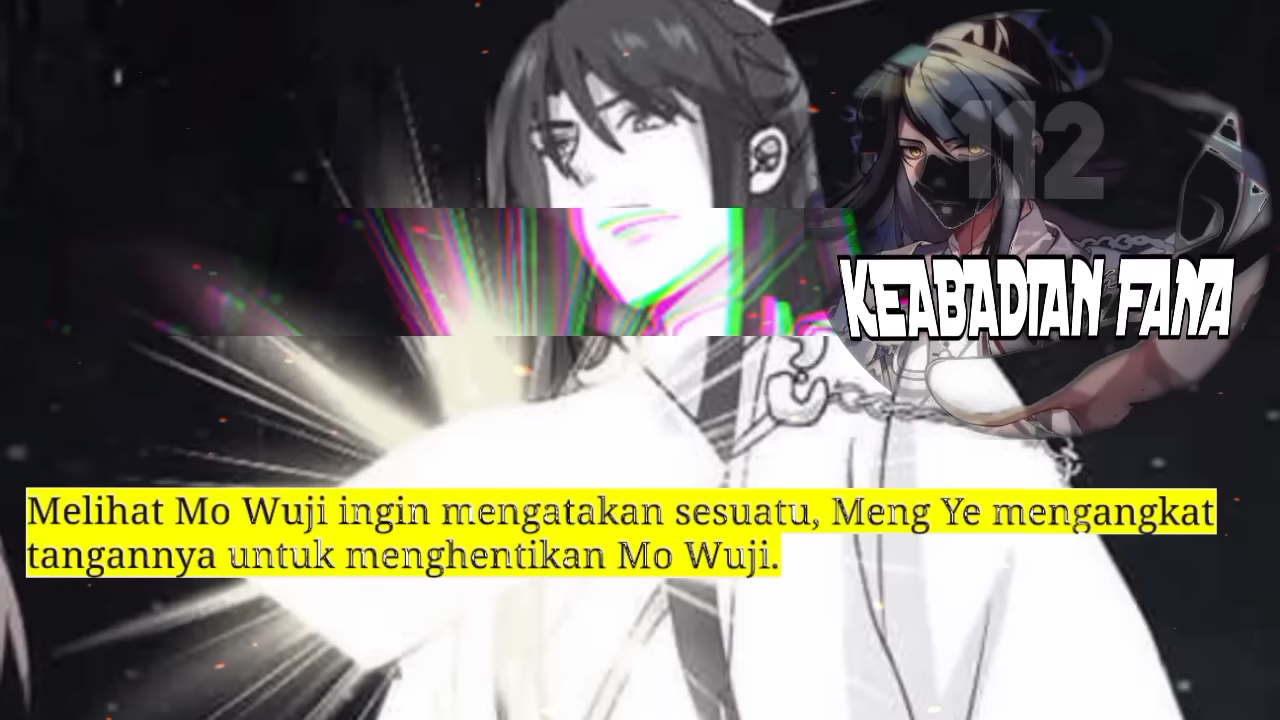 112
KEABADIAN FANA
Melihat Mo Wuji ingin mengatakan sesuatu, Meng Ye mengangkat
tangannya untuk menghentikan Mo Wuji.